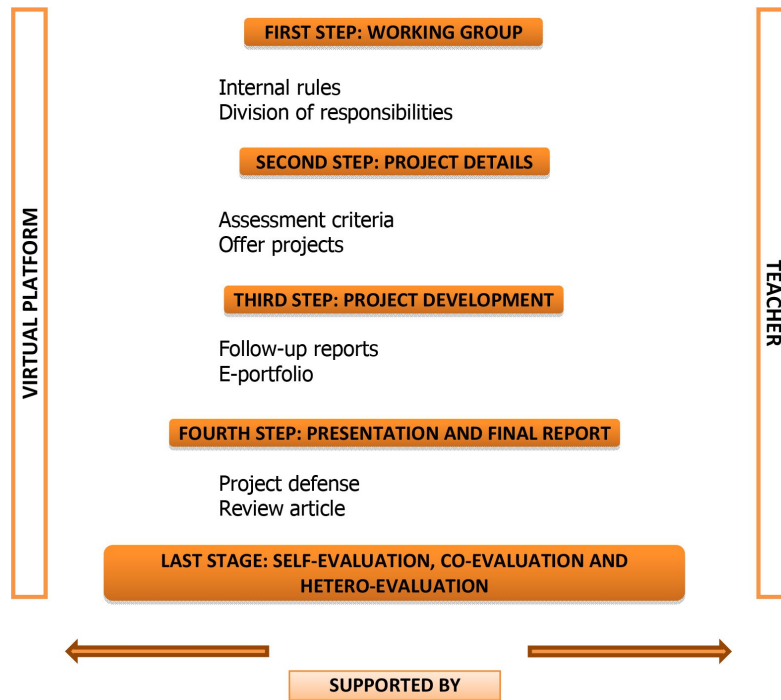 FIRST STEP: WORKING GROUP
Internal rules
Division of responsibilities
SECOND STEP: PROJECT DETAILS
Assessment criteria
Offer projects
THIRD STEP: PROJECT DEVELOPMENT
Follow-up reports
E-portfolio
FOURTH STEP: PRESENTATION AND FINAL REPORT
Project defense
Review article
LAST STAGE: SELF-EVALUATION, CO-EVALUATION AND
HETERO-EVALUATION
VIRTUAL PLATFORM
TEACHER
SUPPORTED BY